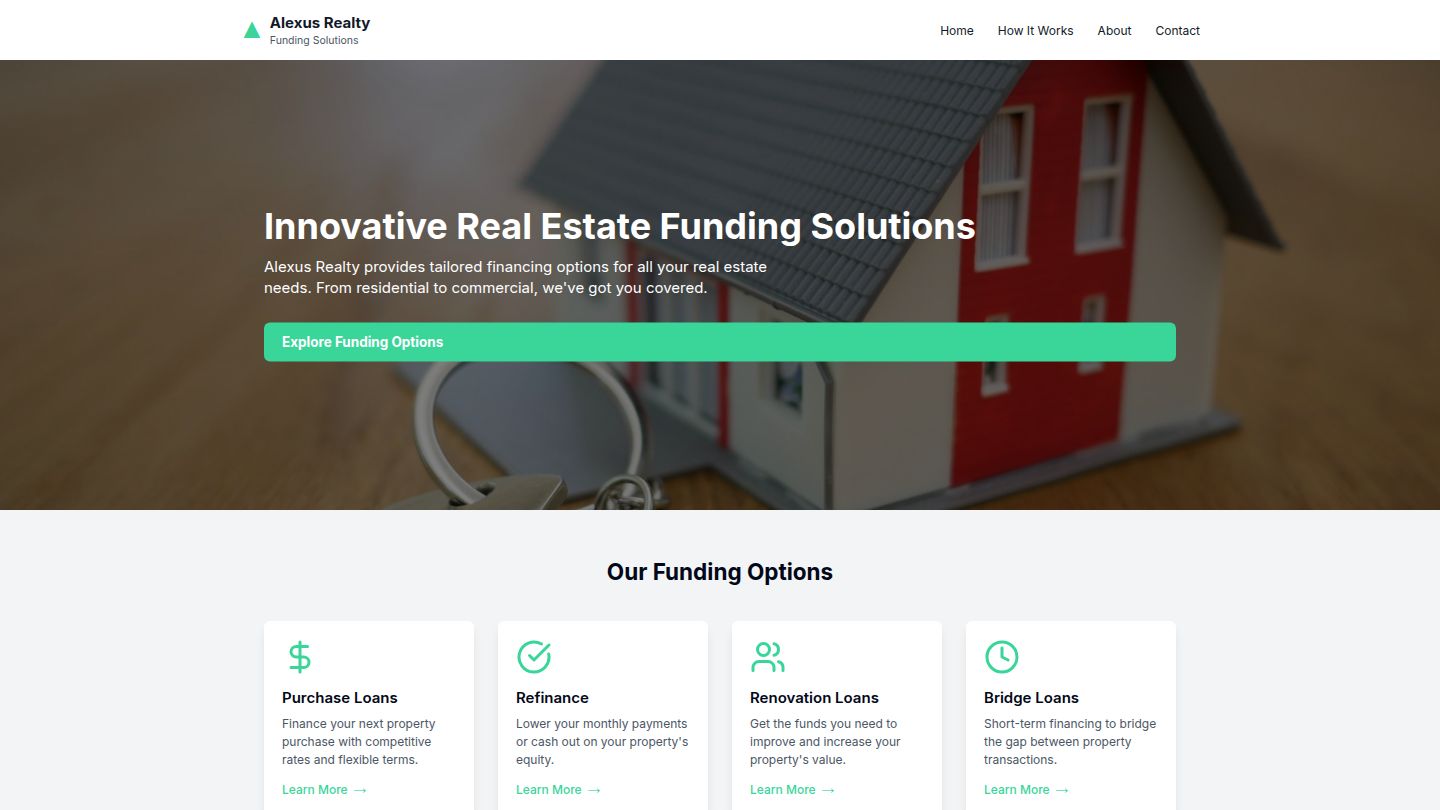 Alexus Realty
Funding Solutions
Home
How It Works
About
Contact
Innovative Real Estate Funding Solutions
Alexus Realty provides tailored financing options for all your real estate
needs. From residential to commercial, we've got you covered.
Explore Funding Options
Our Funding Options
Purchase Loans
Finance your next property
purchase with competitive
rates and flexible terms.
Learn More →
Refinance
Lower your monthly payments
or cash out on your property's
equity.
Learn More →
Renovation Loans
Get the funds you need to
improve and increase your
property's value.
Learn More →
Bridge Loans
Short-term financing to bridge
the gap between property
transactions.
Learn More →